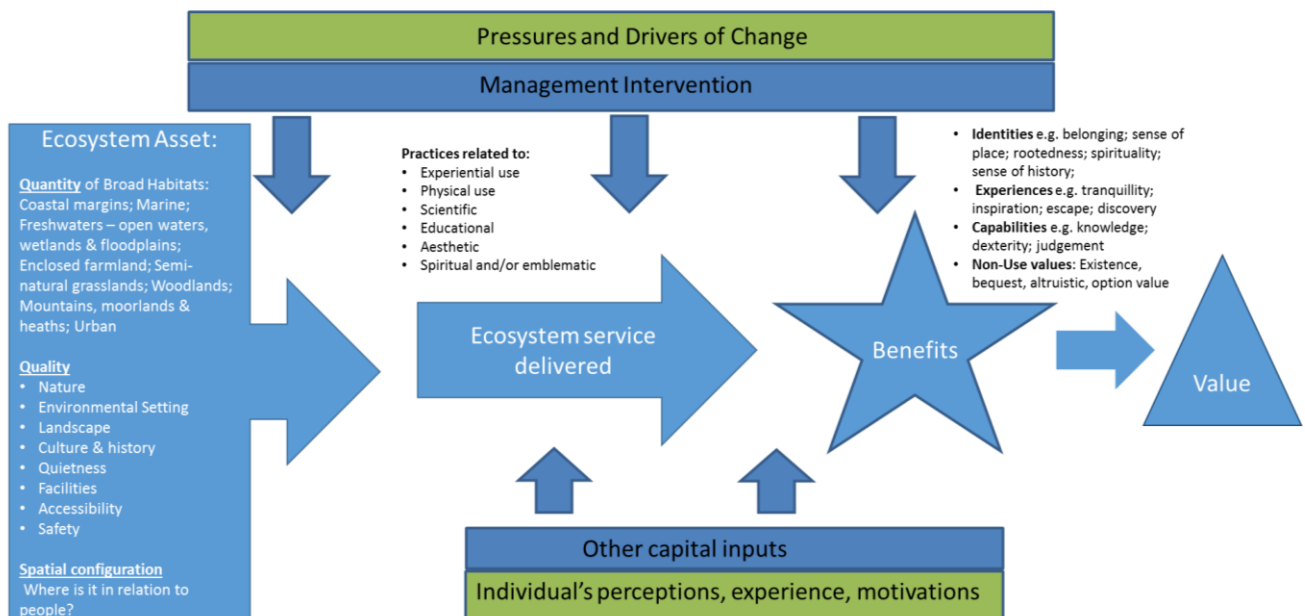 Pressures and Drivers of Change
Management Intervention
Ecosystem Asset:
Quantity of Broad Habitats:
Coastal margins; Marine;
Freshwaters – open waters,
wetlands & floodplains;
Enclosed farmland; Semi-
natural grasslands; Woodlands;
Mountains, moorlands &
heaths; Urban
Quality
• Nature
• Environmental Setting
• Landscape
• Culture & history
• Quietness
• Facilities
• Accessibility
• Safety
Spatial configuration
Where is it in relation to
people?
Practices related to:
• Experiential use
• Physical use
• Scientific
• Educational
• Aesthetic
• Spiritual and/or emblematic
Ecosystem service
delivered
• Identities e.g. belonging; sense of
place; rootedness; spirituality;
sense of history;
• Experiences e.g. tranquillity;
inspiration; escape; discovery
• Capabilities e.g. knowledge;
dexterity; judgement
• Non-Use values: Existence,
bequest, altruistic, option value
Benefits
Value
Other capital inputs
Individual's perceptions, experience, motivations